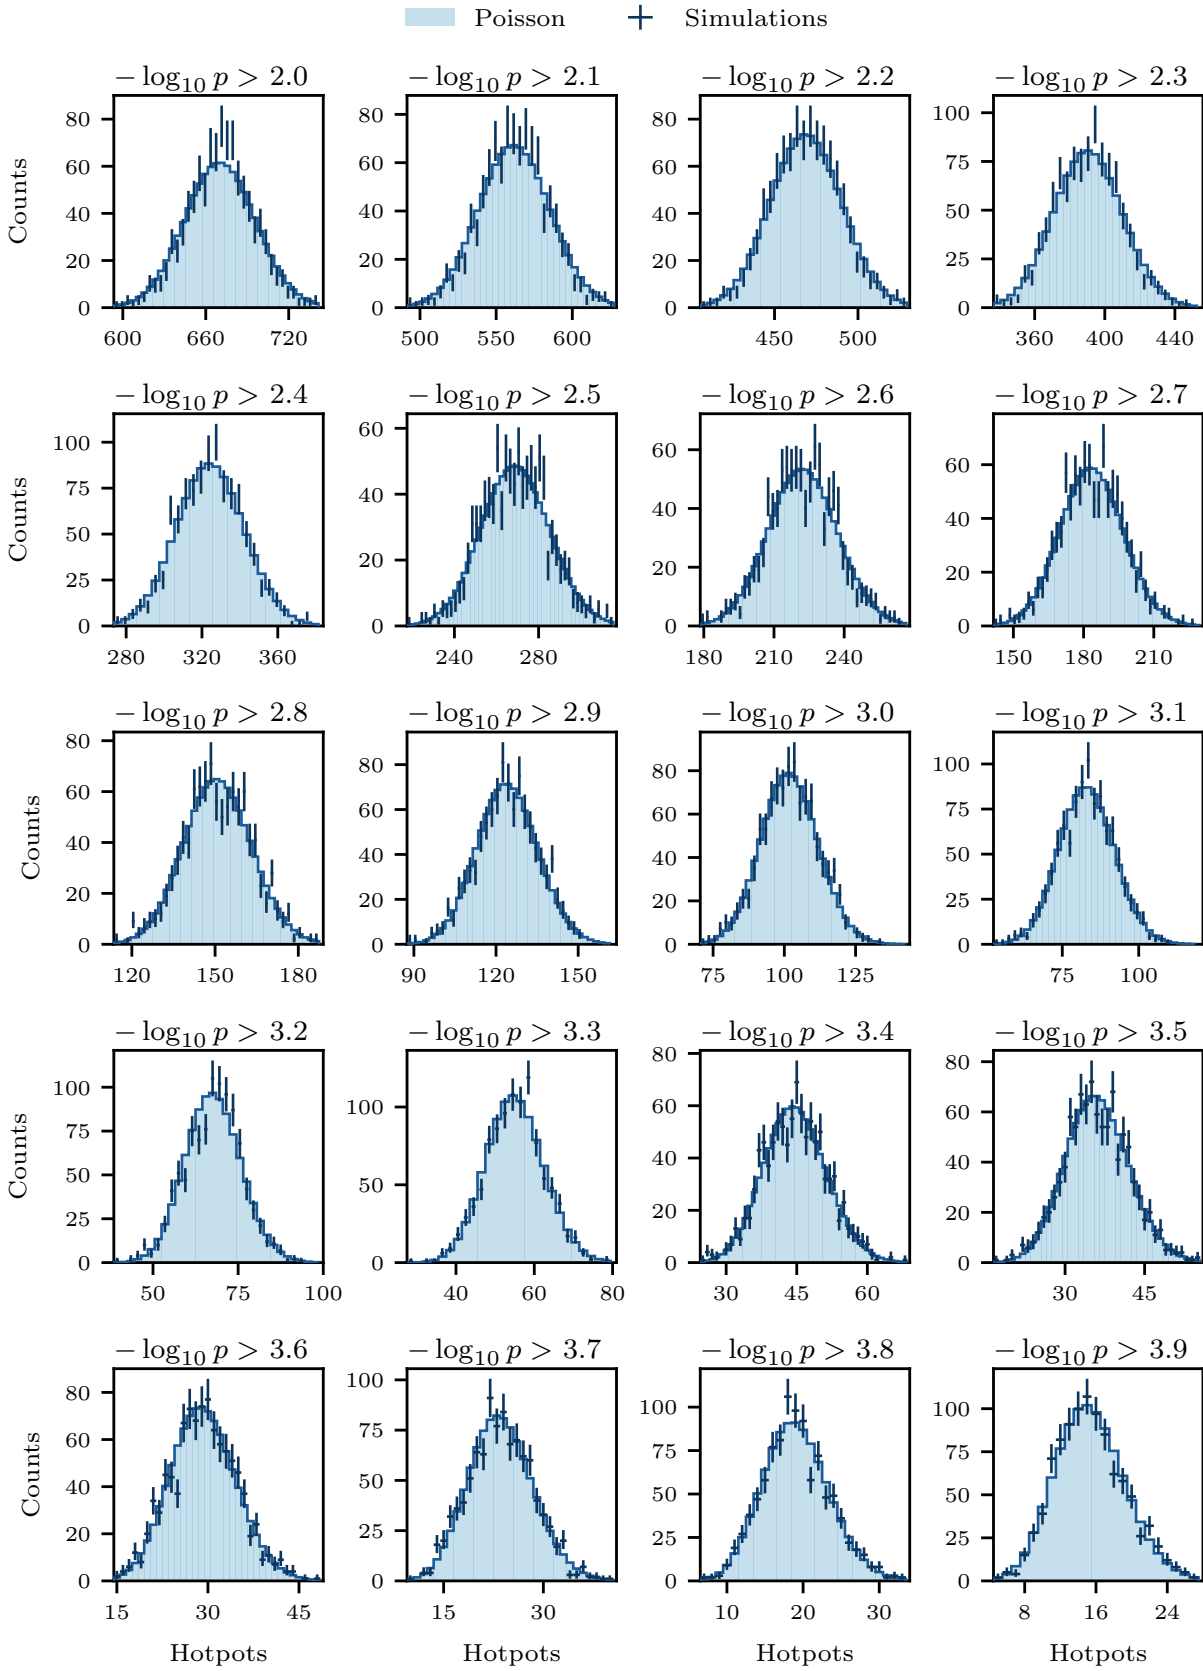 Poisson Simulations
− log₁₀ p > 2.0 − log₁₀ p > 2.1 − log₁₀ p > 2.2 − log₁₀ p > 2.3
Counts
0 20 40 60 80
600 660 720
0 20 40 60 80
500 550 600
0 20 40 60 80
450 500
0 25 50 75 100
360 400 440
− log₁₀ p > 2.4 − log₁₀ p > 2.5 − log₁₀ p > 2.6 − log₁₀ p > 2.7
Counts
0 25 50 75 100
280 320 360
0 20 40 60
240 280
0 20 40 60
180 210 240
0 20 40 60
150 180 210
− log₁₀ p > 2.8 − log₁₀ p > 2.9 − log₁₀ p > 3.0 − log₁₀ p > 3.1
Counts
0 20 40 60 80
120 150 180
0 20 40 60 80
90 120 150
0 20 40 60 80
75 100 125
0 25 50 75 100
75 100
− log₁₀ p > 3.2 − log₁₀ p > 3.3 − log₁₀ p > 3.4 − log₁₀ p > 3.5
Counts
0 25 50 75 100
50 75 100
0 50 100
40 60 80
0 20 40 60 80
30 45 60
0 20 40 60 80
30 45
− log₁₀ p > 3.6 − log₁₀ p > 3.7 − log₁₀ p > 3.8 − log₁₀ p > 3.9
Counts
0 20 40 60 80
15 30 45
0 25 50 75 100
15 30
0 25 50 75 100
10 20 30
0 25 50 75 100
8 16 24
Hotpots Hotpots Hotpots Hotpots